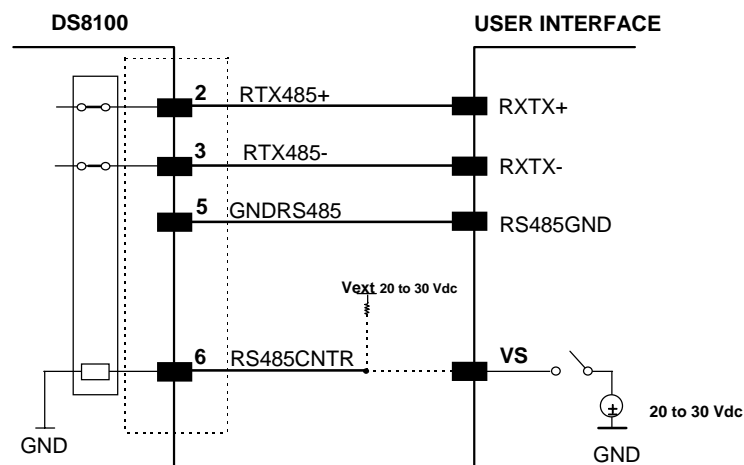 DS8100
USER INTERFACE
2 RTX485+
RXTX+
3 RTX485-
RXTX-
5 GNDRS485
RS485GND
Vext 20 to 30 Vdc
6 RS485CNTR
VS
20 to 30 Vdc
GND
GND